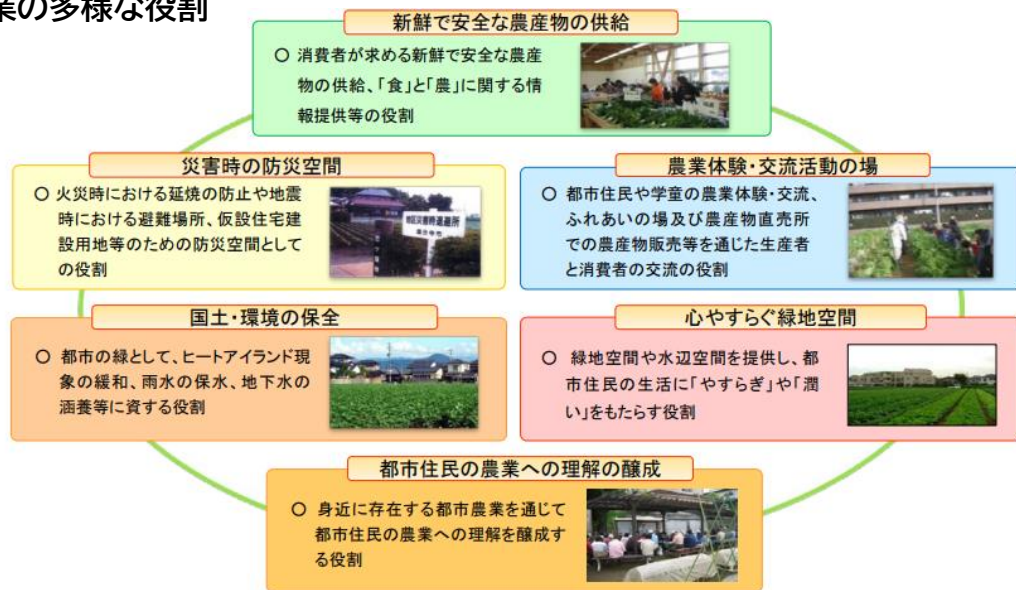 業の多様な役割
新鮮で安全な農産物の供給
○ 消費者が求める新鮮で安全な農産
物の供給、「食」と「農」に関する情
報提供等の役割
災害時の防災空間
○ 火災時における延焼の防止や地震
時における避難場所、仮設住宅建
設用地等のための防災空間として
の役割
農業体験・交流活動の場
○ 都市住民や学童の農業体験・交流、
ふれあいの場及び農産物直売所
での農産物販売等を通じた生産者
と消費者の交流の役割
国土・環境の保全
○ 都市の緑として、ヒートアイランド現
象の緩和、雨水の保水、地下水の
涵養等に資する役割
心やすらぐ緑地空間
○ 緑地空間や水辺空間を提供し、都
市住民の生活に「やすらぎ」や「潤
い」をもたらす役割
都市住民の農業への理解の醸成
○ 身近に存在する都市農業を通じて
都市住民の農業への理解を醸成す
る役割